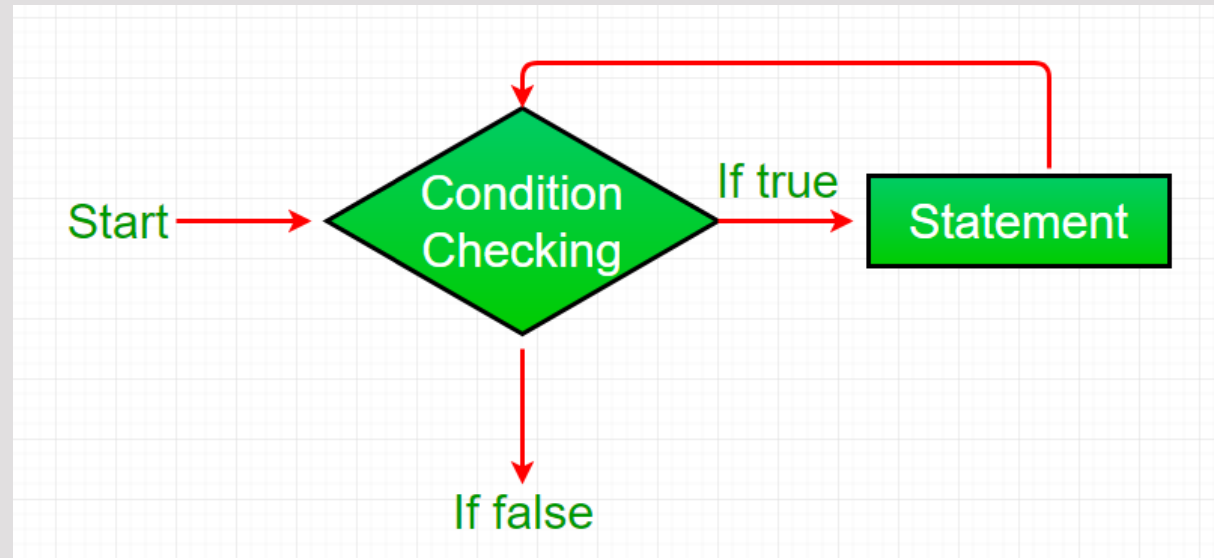 Start
Condition
Checking
If true
Statement
If false